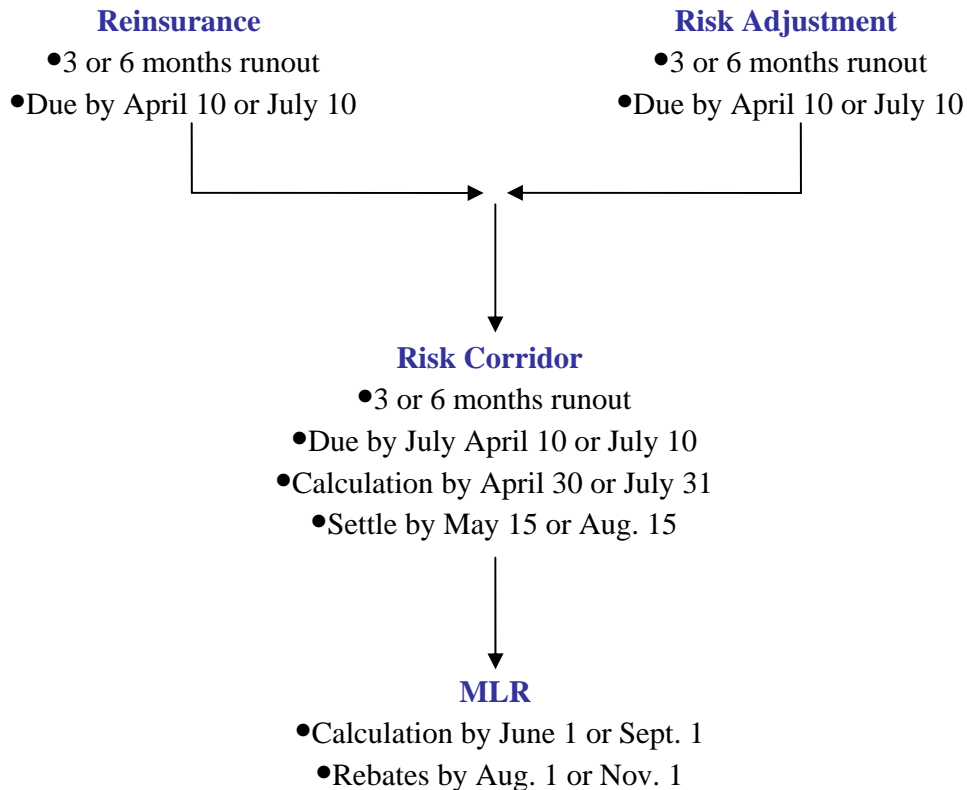 Reinsurance
●3 or 6 months runout
●Due by April 10 or July 10
Risk Adjustment
●3 or 6 months runout
●Due by April 10 or July 10
Risk Corridor
●3 or 6 months runout
●Due by July April 10 or July 10
●Calculation by April 30 or July 31
●Settle by May 15 or Aug. 15
MLR
●Calculation by June 1 or Sept. 1
●Rebates by Aug. 1 or Nov. 1